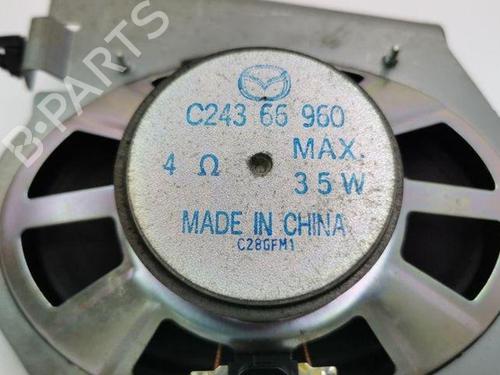 B-PARTS
C243 66 960
4 Ω MAX.
35W
MADE IN CHINA
C28GFM1